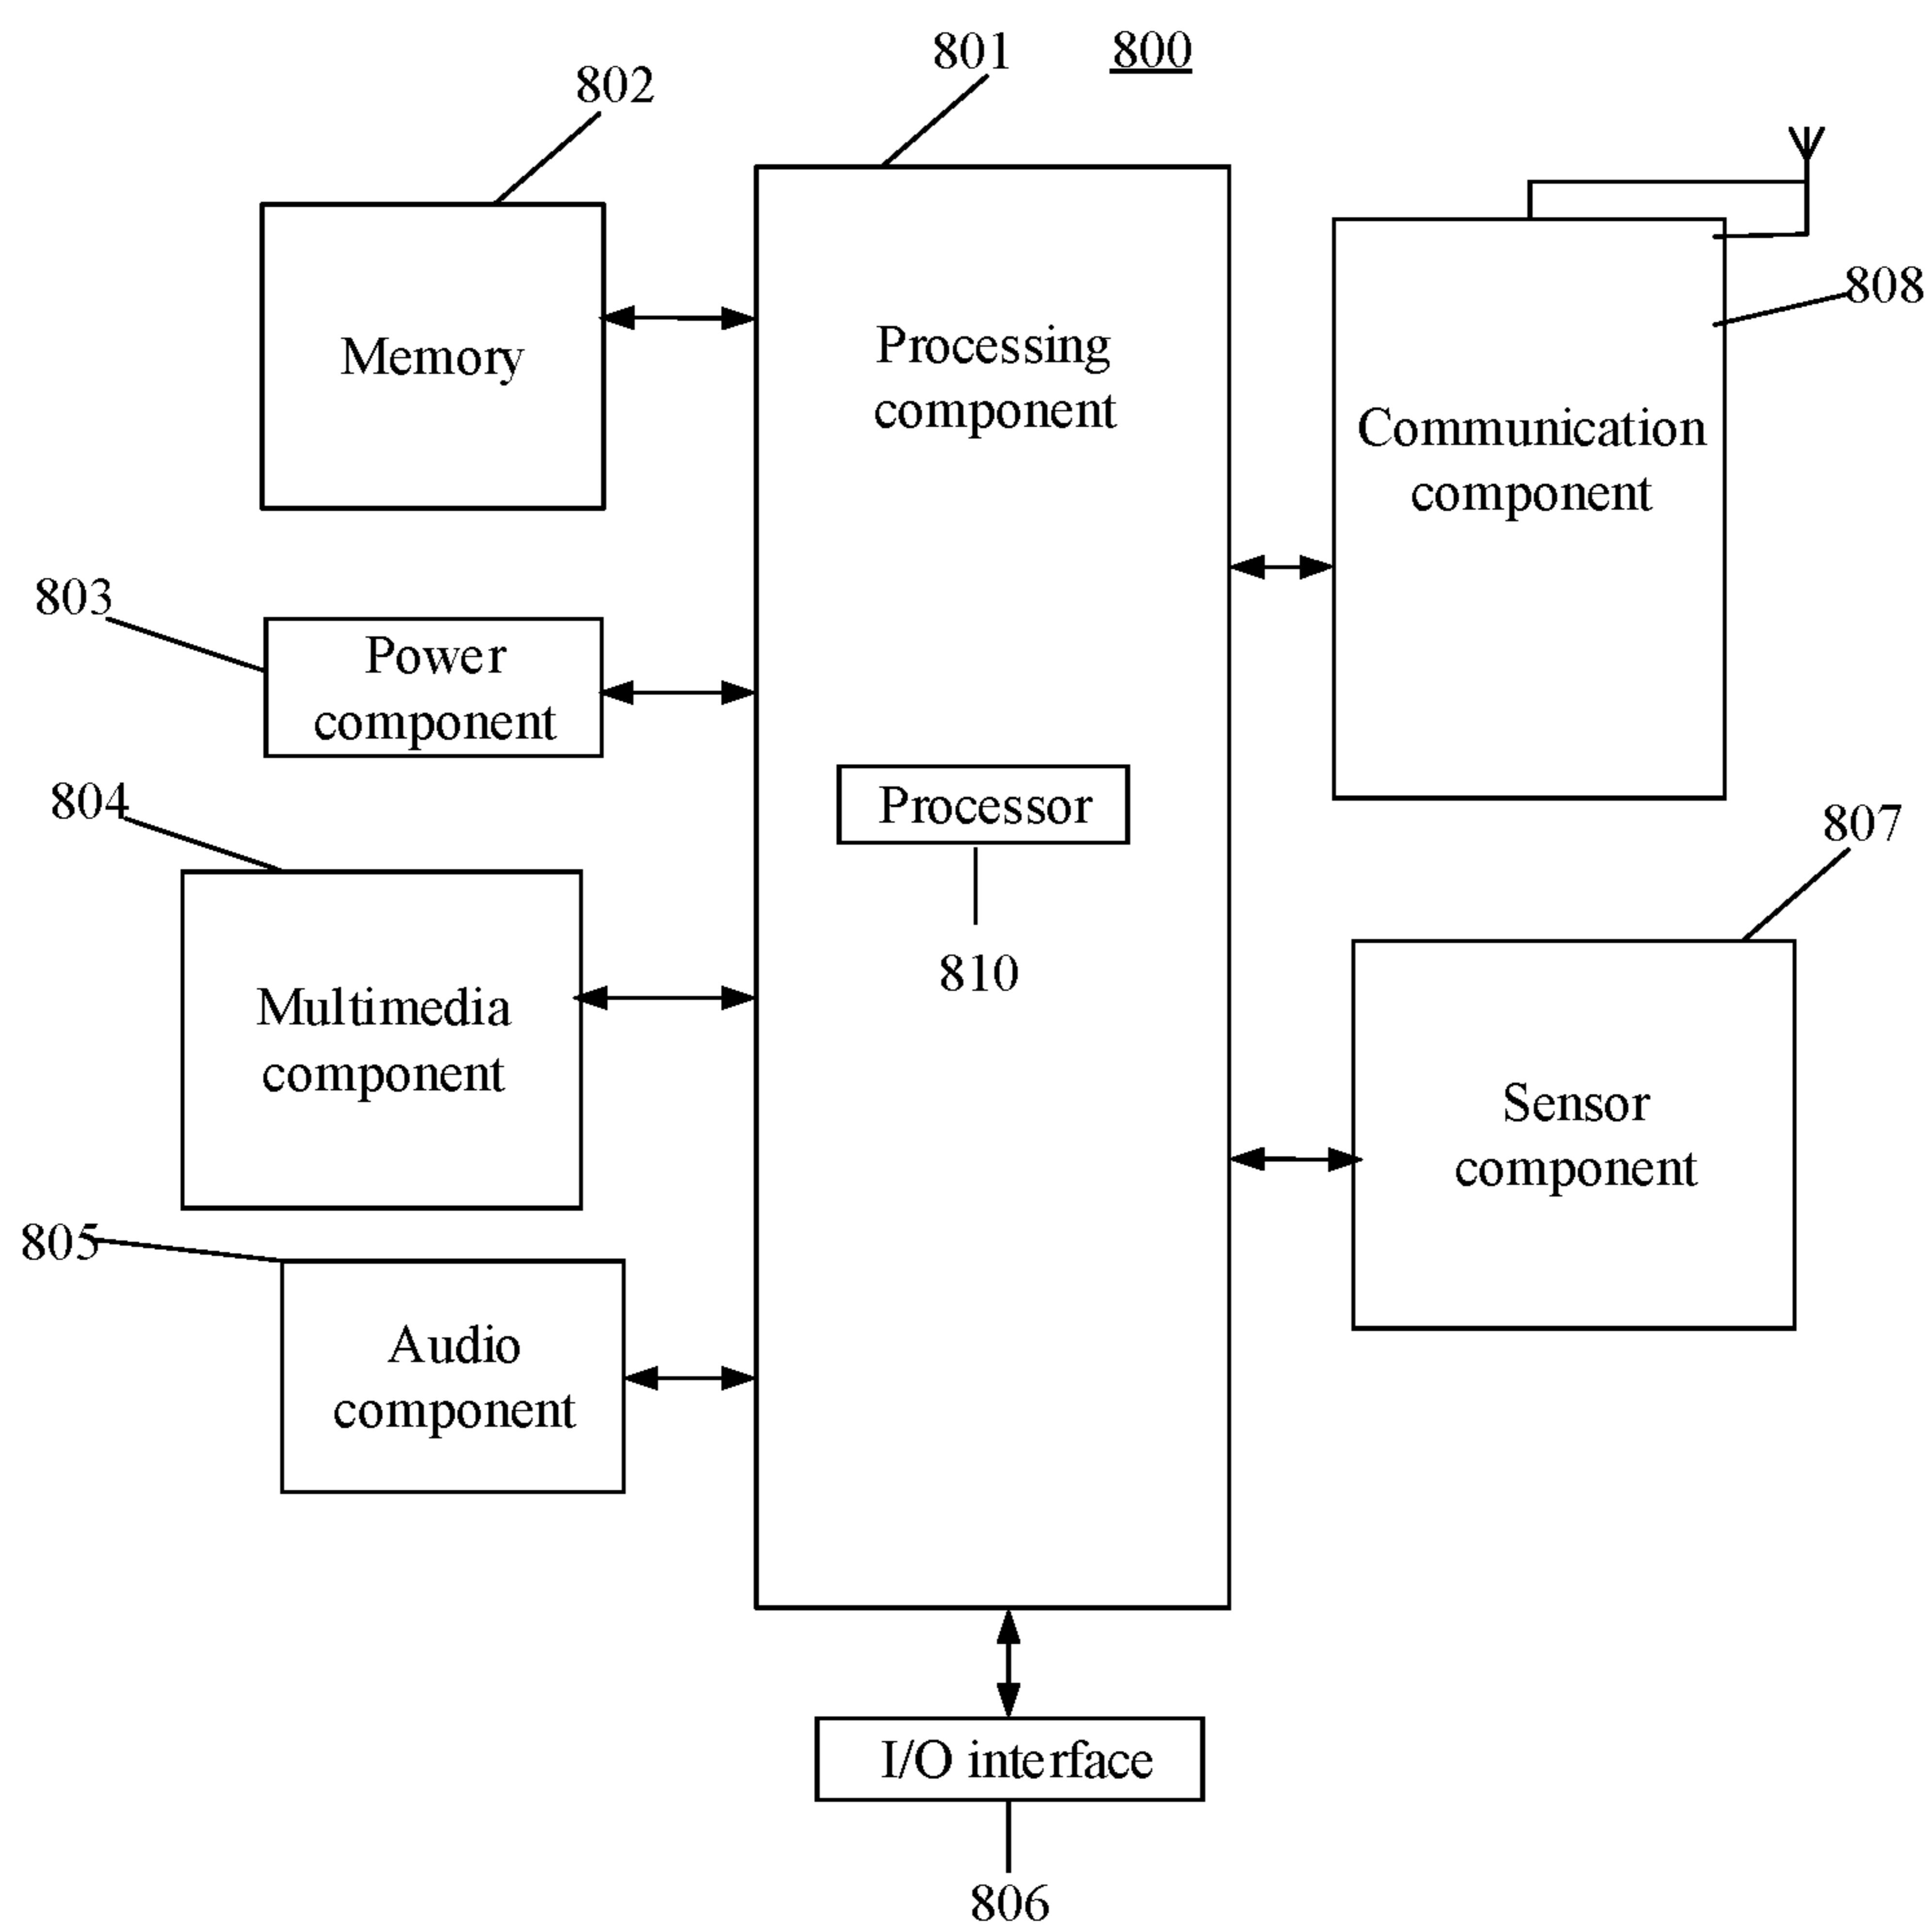 801
800
802
808
Memory
Processing
component
Communication
component
803
Power
component
804
Processor
807
810
Multimedia
component
Sensor
component
805
Audio
component
I/O interface
806